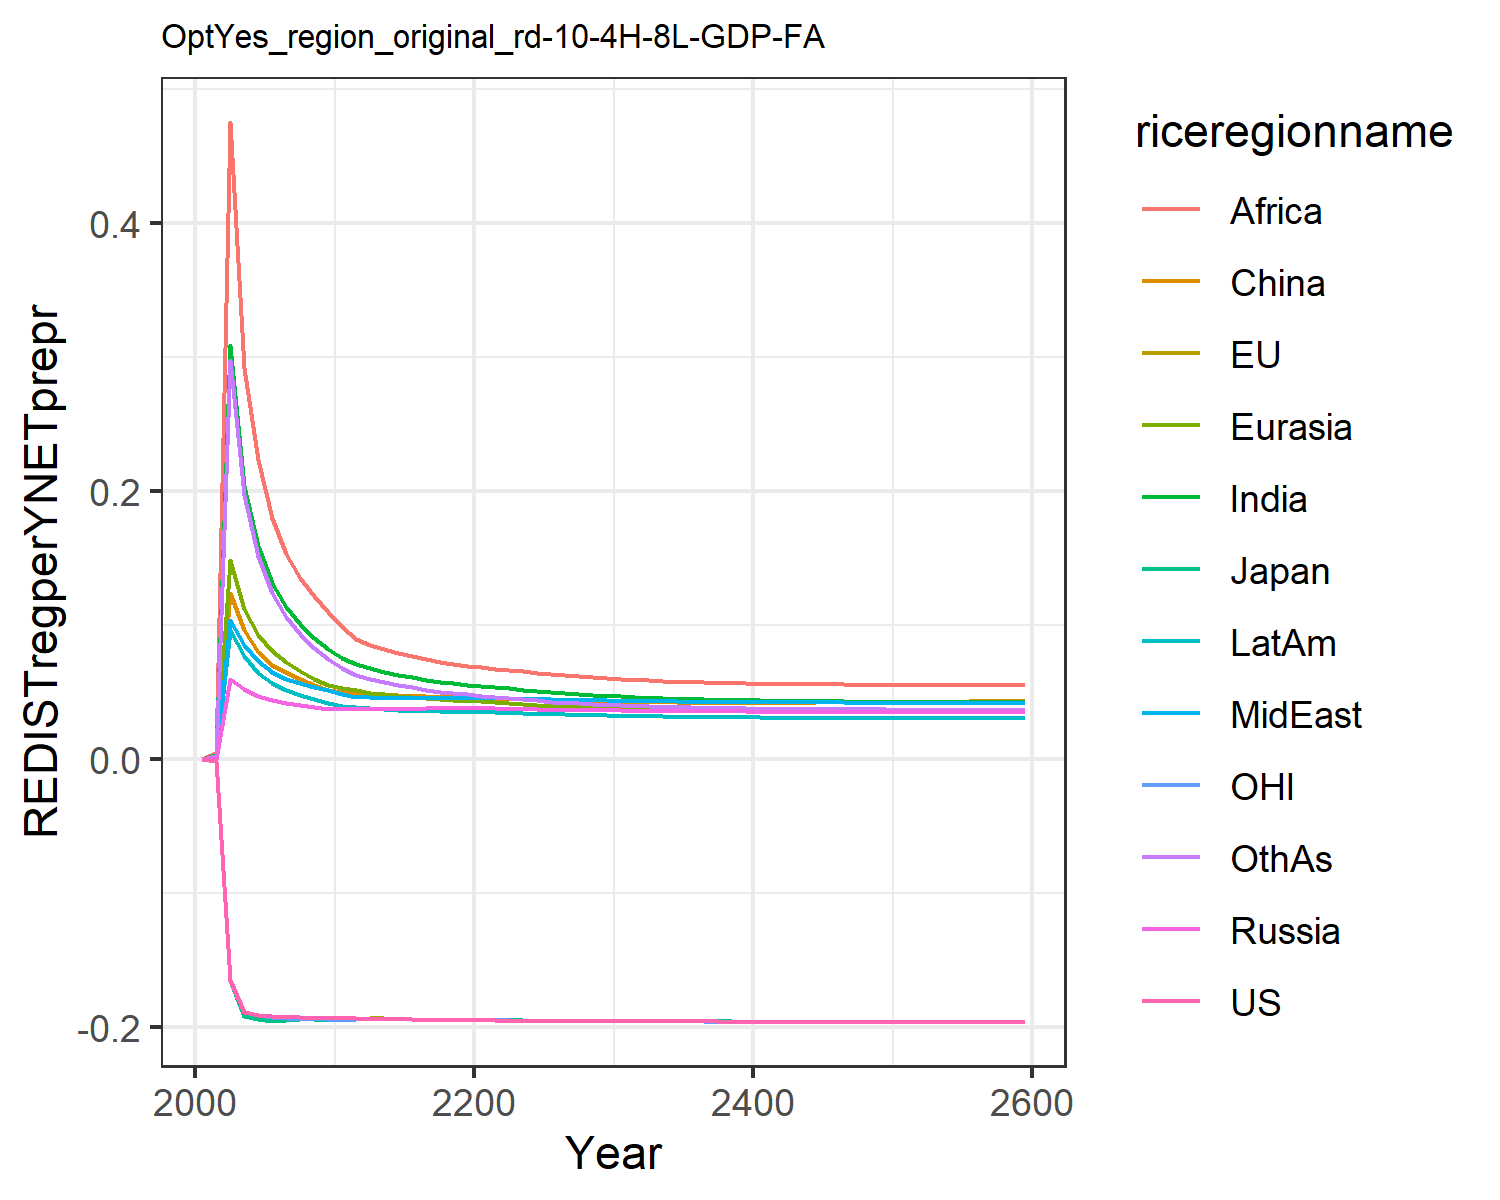 OptYes_region_original_rd-10-4H-8L-GDP-FA
REDISTregperYNETprepr
0.4
0.2
0.0
-0.2
2000
2200
2400
2600
Year
riceregionname
Africa
China
EU
Eurasia
India
Japan
LatAm
MidEast
OHI
OthAs
Russia
US